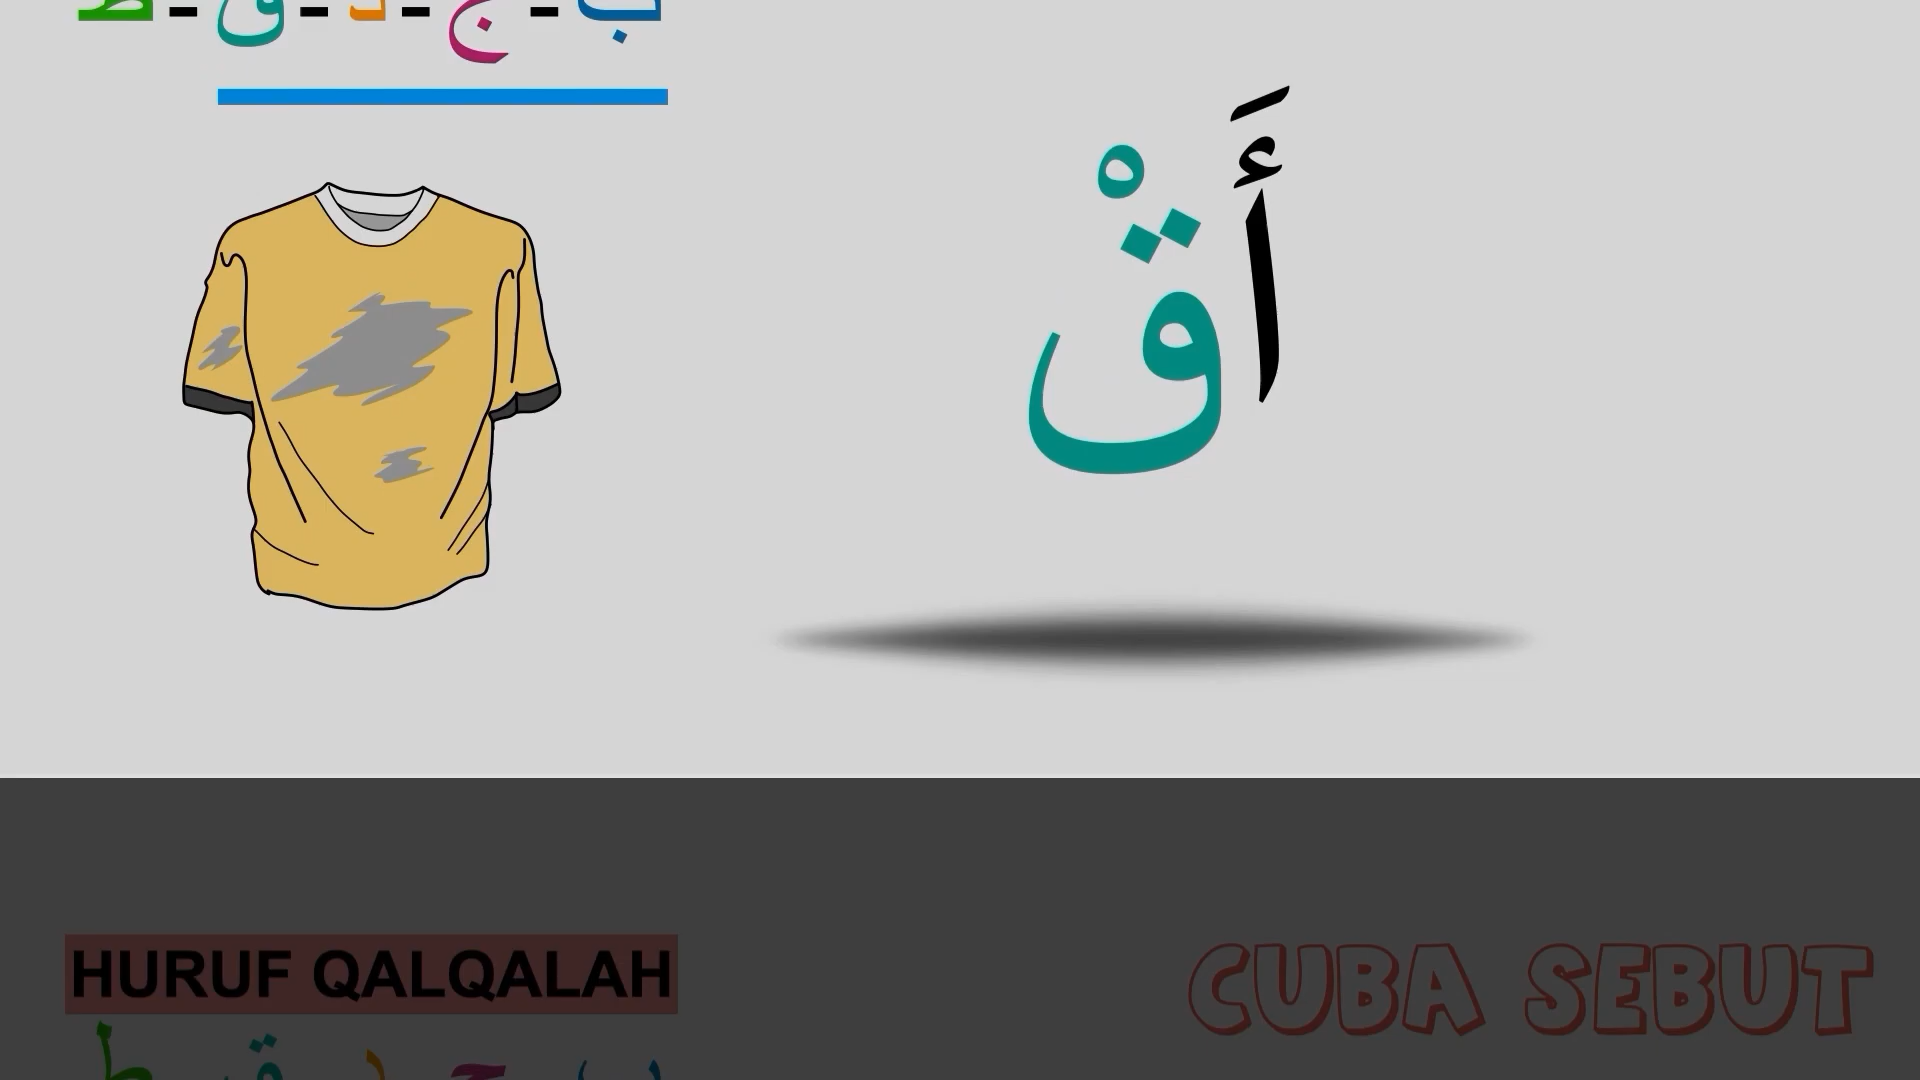 ب - ج - د - ق - ط
أَقْ
HURUF QALQALAH
CUBA SEBUT
ب ج د ق ط